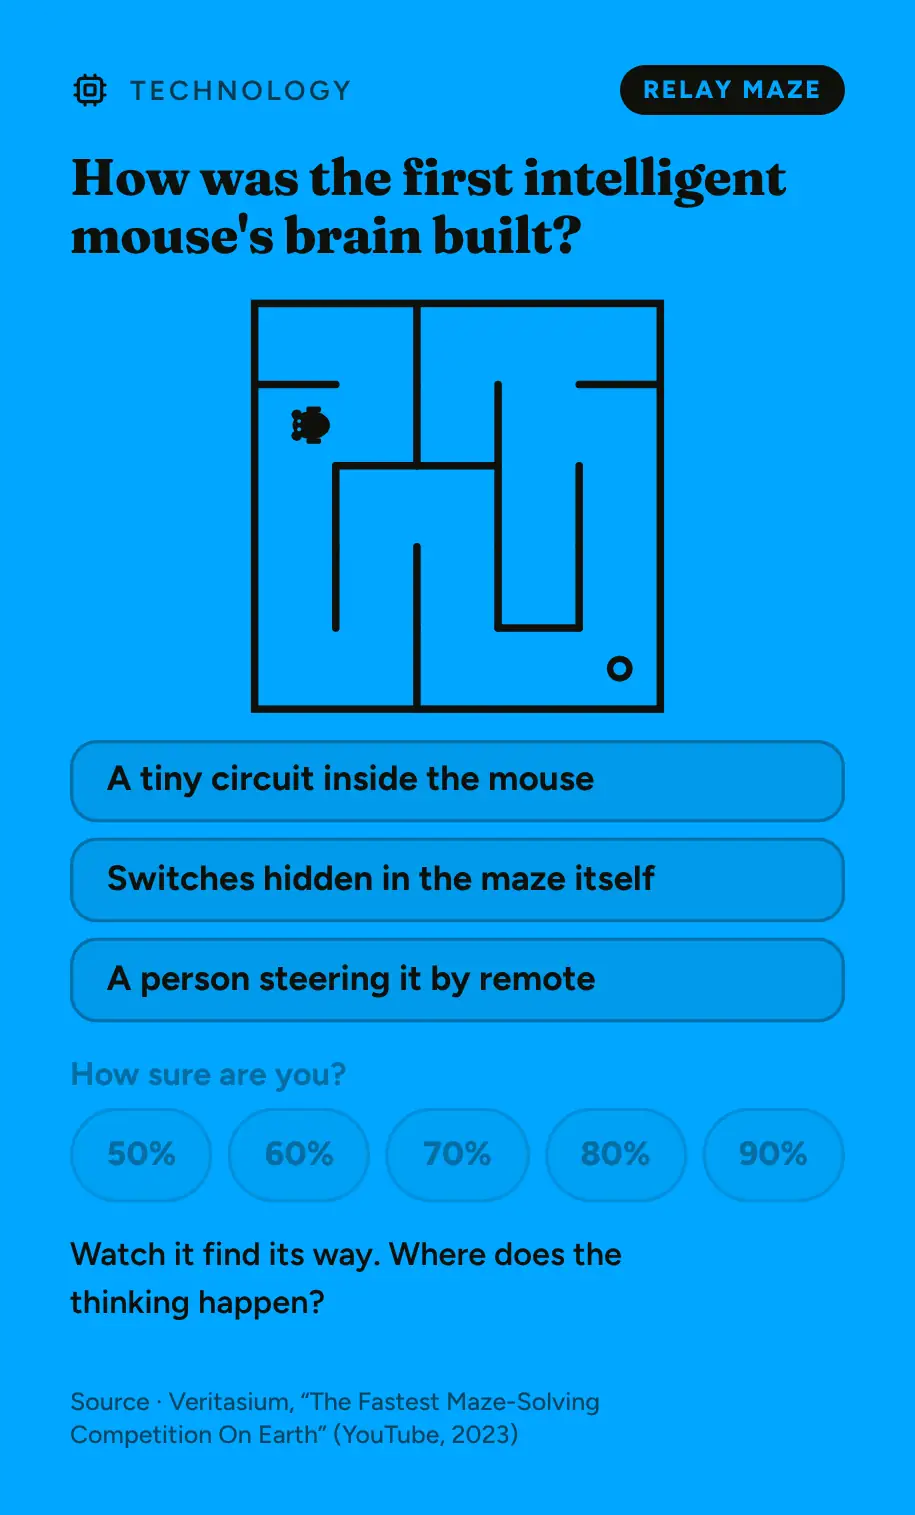 TECHNOLOGY
RELAY MAZE
How was the first intelligent
mouse's brain built?
A tiny circuit inside the mouse
Switches hidden in the maze itself
A person steering it by remote
How sure are you?
50% 60% 70% 80% 90%
Watch it find its way. Where does the
thinking happen?
Source · Veritasium, “The Fastest Maze-Solving
Competition On Earth” (YouTube, 2023)